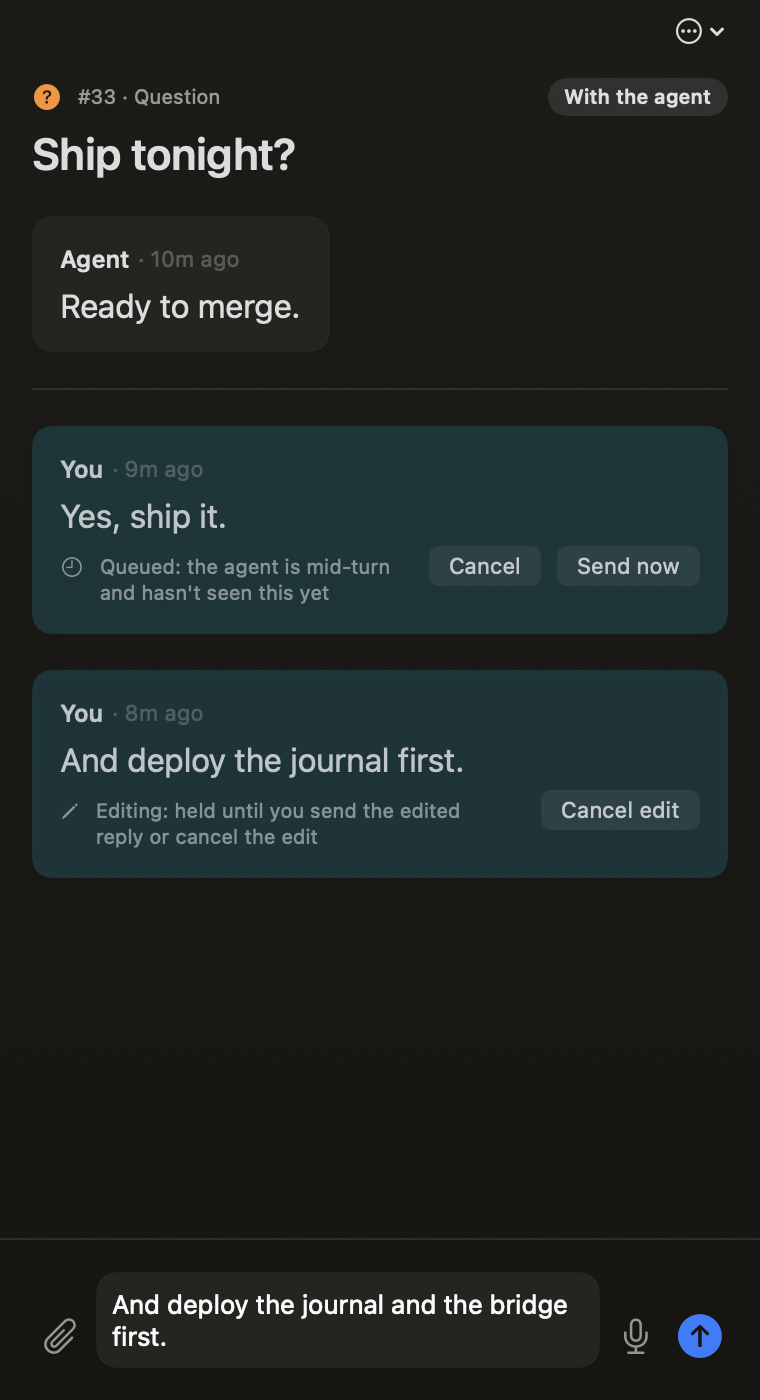 ? #33 · Question
With the agent
Ship tonight?
Agent · 10m ago
Ready to merge.
You · 9m ago
Yes, ship it.
Queued: the agent is mid-turn
and hasn't seen this yet
Cancel
Send now
You · 8m ago
And deploy the journal first.
Editing: held until you send the edited
reply or cancel the edit
Cancel edit
And deploy the journal and the bridge
first.